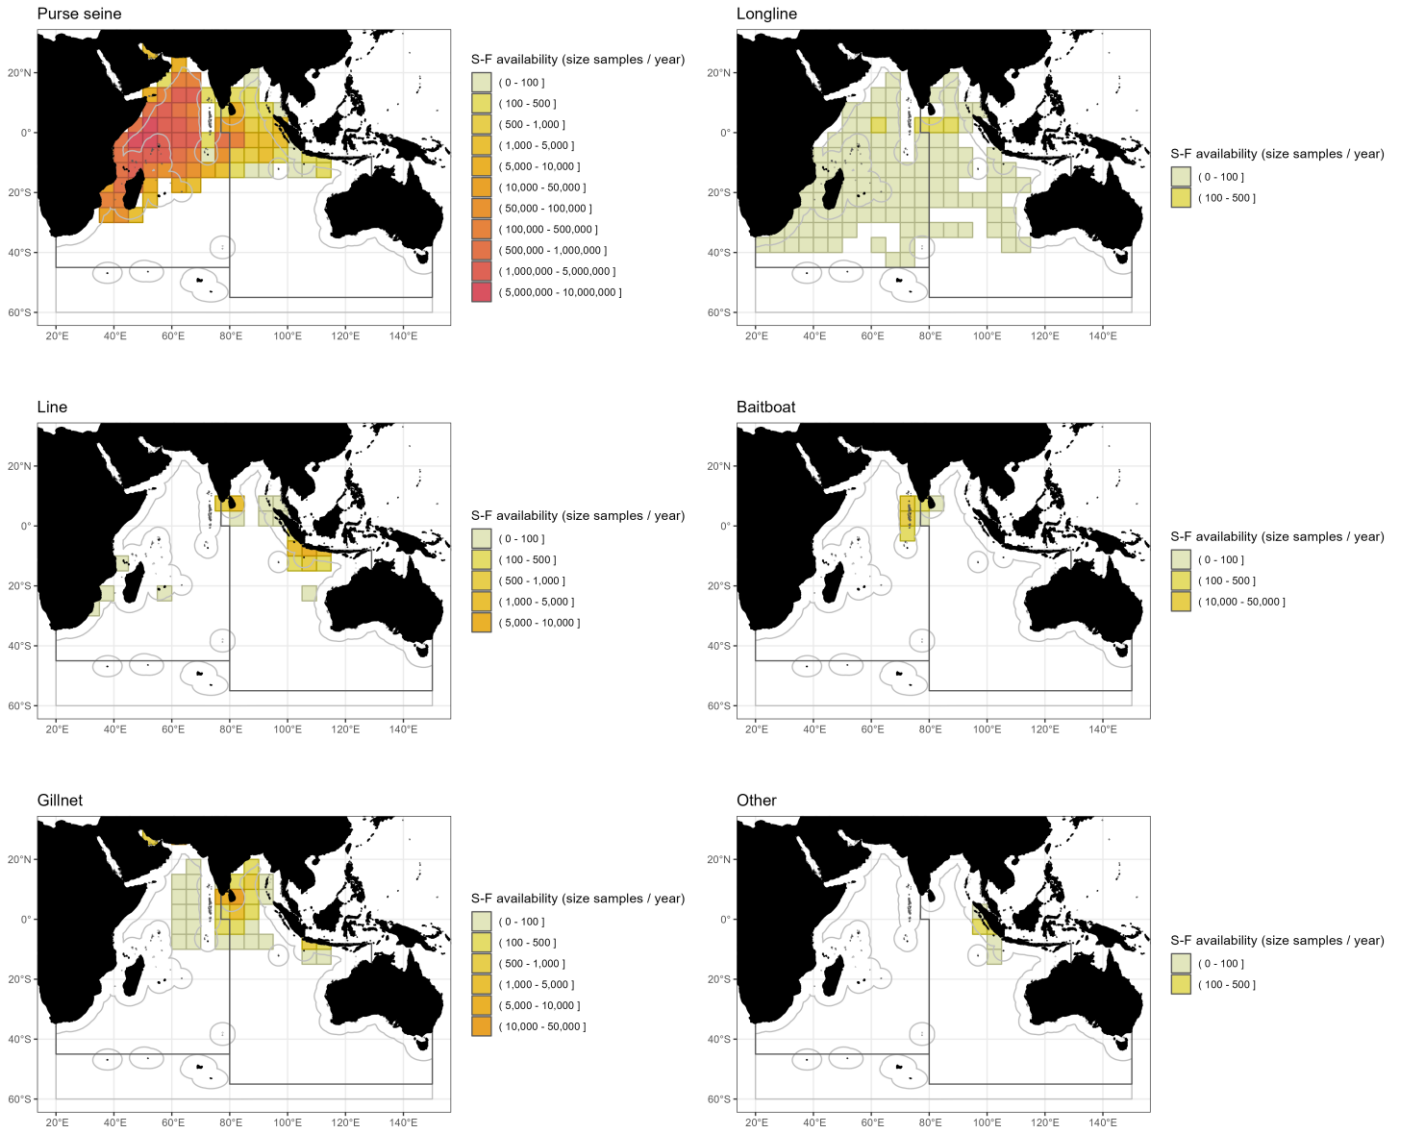 Purse seine
20°N
0°
20°S
40°S
60°S
20°E 40°E 60°E 80°E 100°E 120°E 140°E
S-F availability (size samples / year)
( 0 - 100 ]
( 100 - 500 ]
( 500 - 1,000 ]
( 1,000 - 5,000 ]
( 5,000 - 10,000 ]
( 10,000 - 50,000 ]
( 50,000 - 100,000 ]
( 100,000 - 500,000 ]
( 500,000 - 1,000,000 ]
( 1,000,000 - 5,000,000 ]
( 5,000,000 - 10,000,000 ]
Longline
20°N
0°
20°S
40°S
60°S
20°E 40°E 60°E 80°E 100°E 120°E 140°E
S-F availability (size samples / year)
( 0 - 100 ]
( 100 - 500 ]
Line
20°N
0°
20°S
40°S
60°S
20°E 40°E 60°E 80°E 100°E 120°E 140°E
S-F availability (size samples / year)
( 0 - 100 ]
( 100 - 500 ]
( 500 - 1,000 ]
( 1,000 - 5,000 ]
( 5,000 - 10,000 ]
Baitboat
20°N
0°
20°S
40°S
60°S
20°E 40°E 60°E 80°E 100°E 120°E 140°E
S-F availability (size samples / year)
( 0 - 100 ]
( 100 - 500 ]
( 10,000 - 50,000 ]
Gillnet
20°N
0°
20°S
40°S
60°S
20°E 40°E 60°E 80°E 100°E 120°E 140°E
S-F availability (size samples / year)
( 0 - 100 ]
( 100 - 500 ]
( 500 - 1,000 ]
( 1,000 - 5,000 ]
( 5,000 - 10,000 ]
( 10,000 - 50,000 ]
Other
20°N
0°
20°S
40°S
60°S
20°E 40°E 60°E 80°E 100°E 120°E 140°E
S-F availability (size samples / year)
( 0 - 100 ]
( 100 - 500 ]